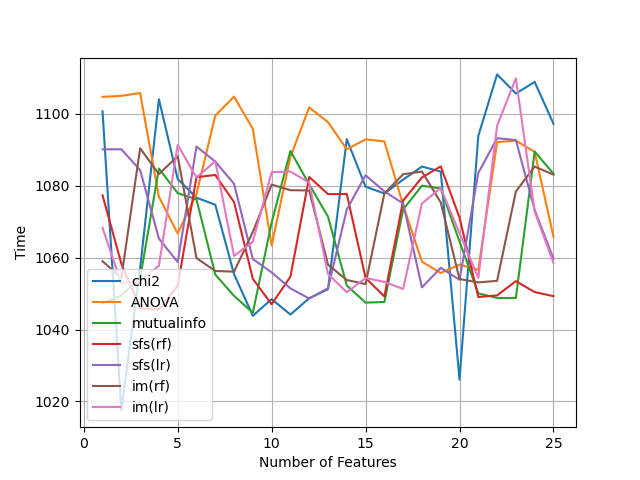 1100
1080
1060
1040
1020
Time
chi2
ANOVA
mutualinfo
sfs(rf)
sfs(lr)
im(rf)
im(lr)
0 5 10 15 20 25
Number of Features